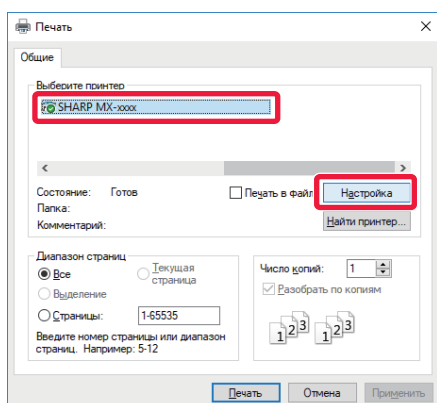 Печать
Общие
Выберите принтер
SHARP MX-xxxx
Состояние: Готов
Печать в файл
Настройка
Папка:
Комментарий:
Найти принтер...
Диапазон страниц
Все
Текущая страница
Выделение
Страницы: 1-65535
Введите номер страницы или диапазон
страниц. Например: 5-12
Число копий: 1
Разобрать по копиям
1 2 3 1 2 3
Печать Отмена Применить